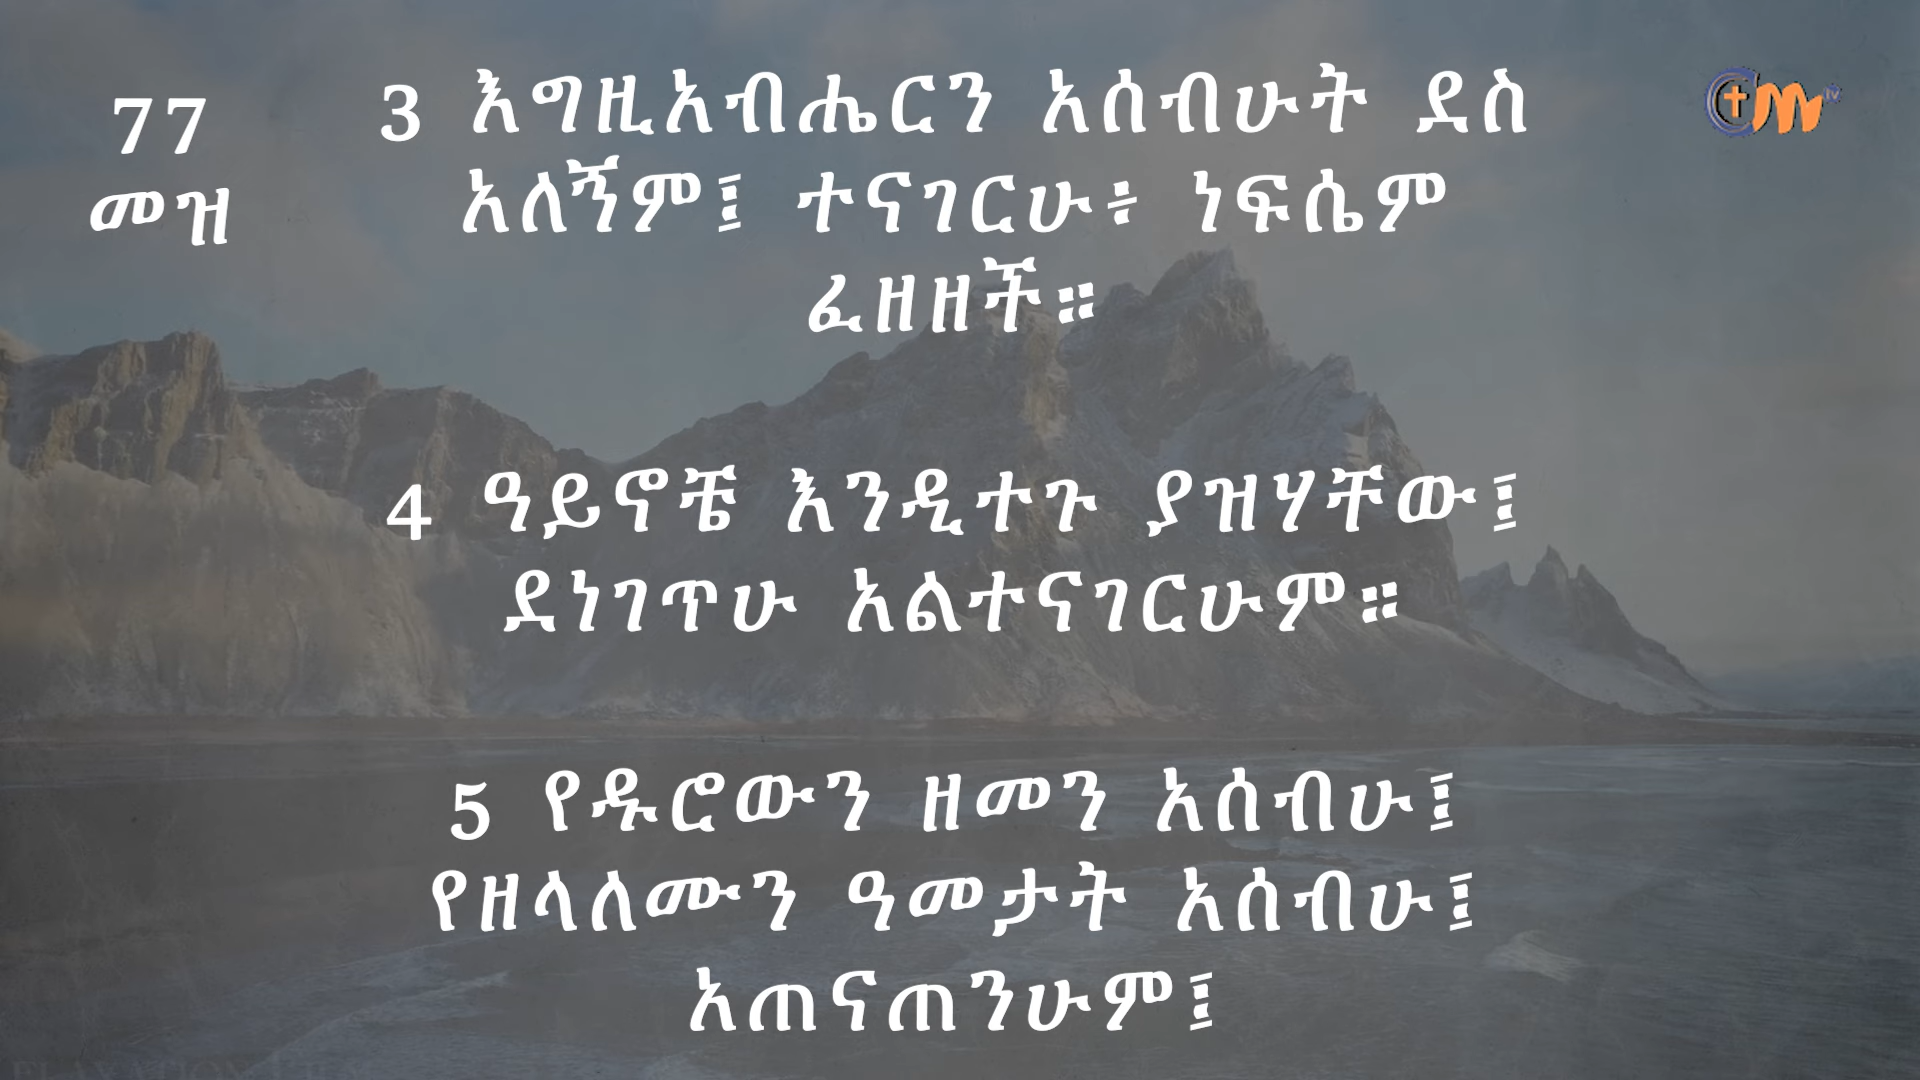 77
መዝ
3 እግዚአብሔርን አሰብሁት ደስ
አለኝም፤ ተናገርሁ፥ ነፍሴም
ፈዘዘች።
4 ዓይኖቼ እንዲተጉ ያዝሃቸው፤
ደነገጥሁ አልተናገርሁም።
5 የዱሮውን ዘመን አሰብሁ፤
የዘላለሙን ዓመታት አሰብሁ፤
አጠናጠንሁም፤
tv